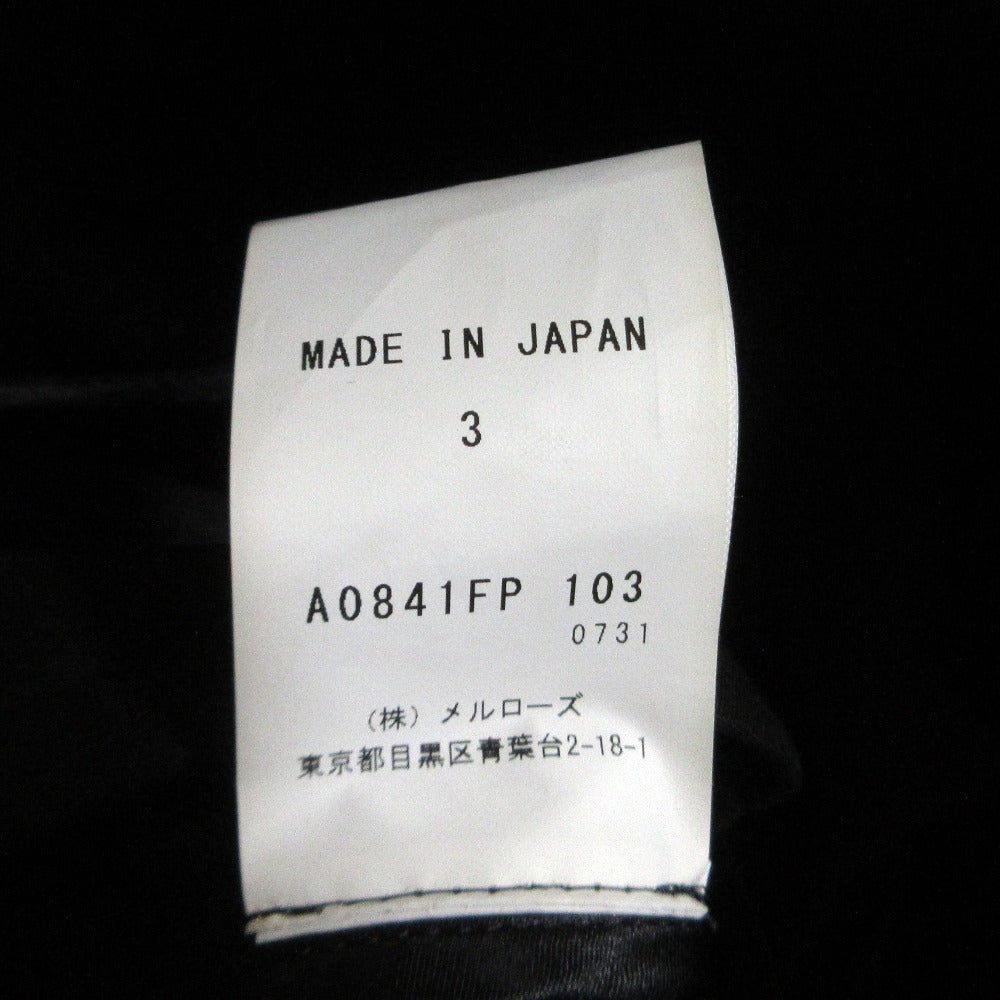 MADE IN JAPAN
3
A0841FP 103
0731
（株）メルローズ
東京都目黒区青葉台2-18-1